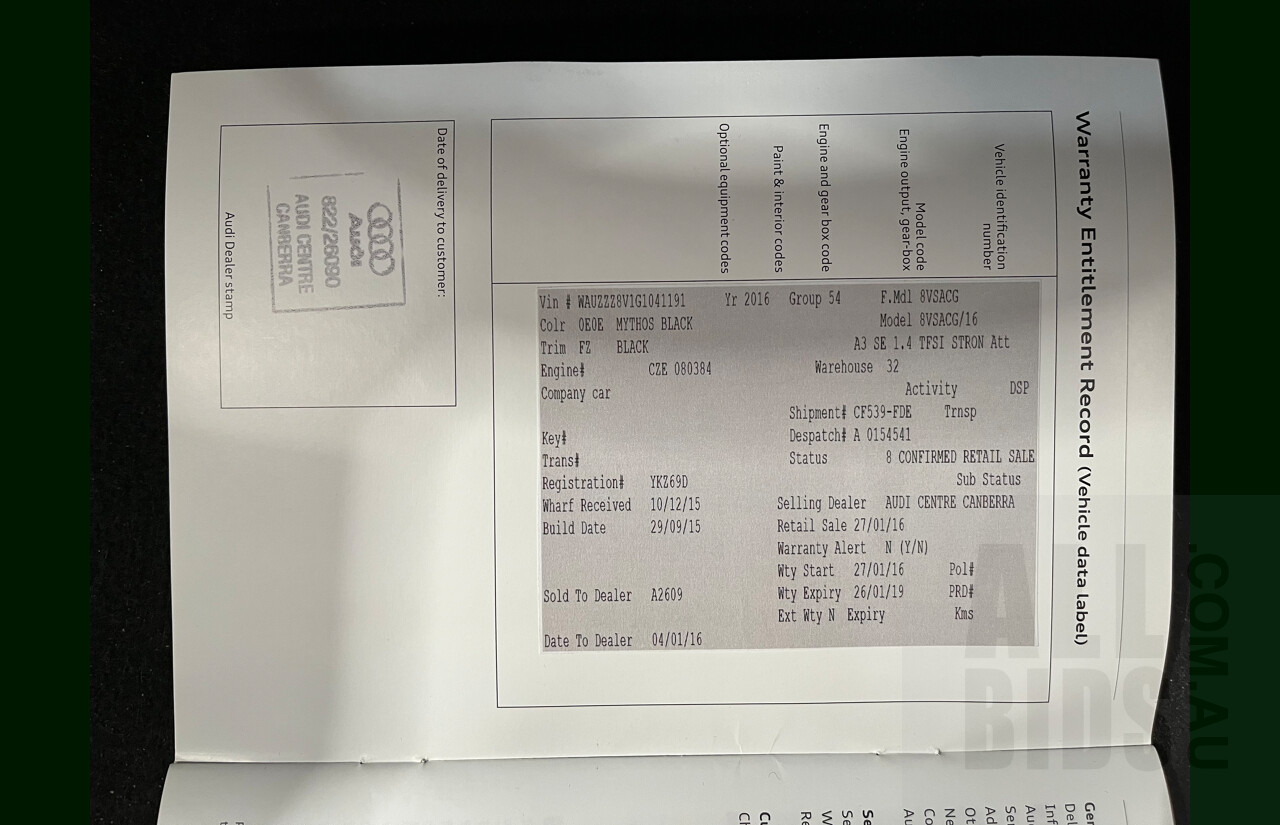 Warranty Entitlement Record (Vehicle data label)
Vehicle identification
number
Model code
Engine output, gear-box
Engine and gear box code
Paint & interior codes
Optional equipment codes
Vin # WAUZZZ8V1G1041191 Yr 2016 Group 54 F.Mdl 8VSACG
Colr 0E0E MYTHOS BLACK Model 8VSACG/16
Trim FZ BLACK A3 SE 1.4 TFSI STRON Att
Engine# CZE 080384 Warehouse 32
Company car Activity DSP
Shipment# CF539-FDE Trnsp
Key# Despatch# A 0154541
Trans# Status 8 CONFIRMED RETAIL SALE
Registration# YKZ69D Sub Status
Wharf Received 10/12/15 Selling Dealer AUDI CENTRE CANBERRA
Build Date 29/09/15 Retail Sale 27/01/16
Warranty Alert N (Y/N)
Wty Start 27/01/16 Pol#
Sold To Dealer A2609 Wty Expiry 26/01/19 PRD#
Ext Wty N Expiry Kms
Date To Dealer 04/01/16
Date of delivery to customer:
Audi
822/26090
AUDI CENTRE
CANBERRA
Audi Dealer stamp
ALL
BIDS
.COM.AU